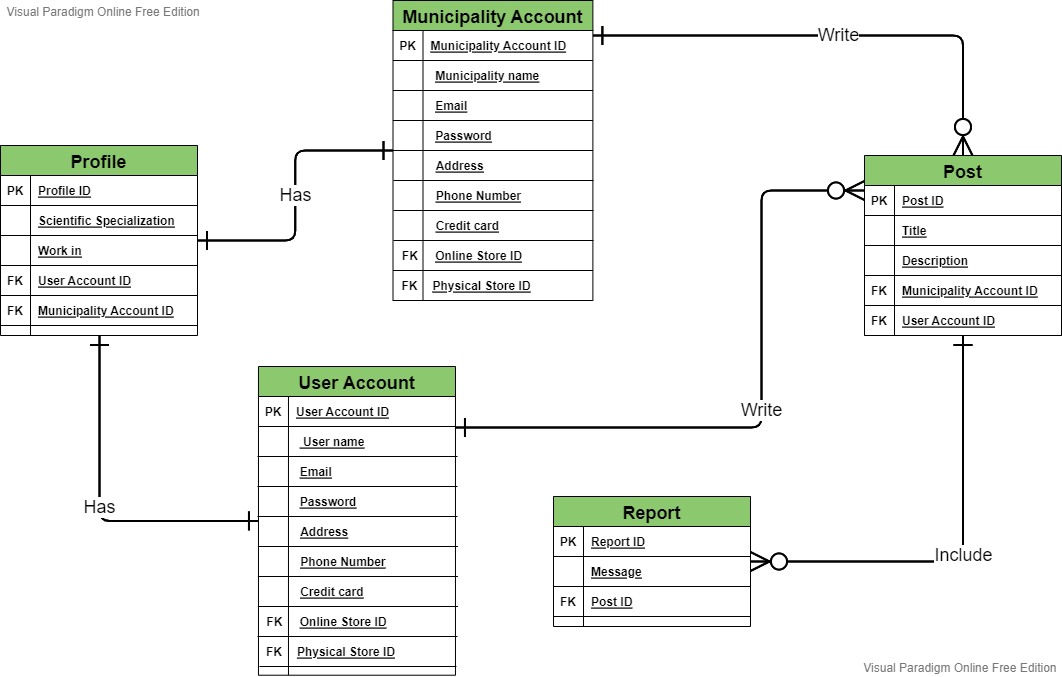 Visual Paradigm Online Free Edition
Municipality Account
PK Municipality Account ID
Municipality name
Email
Password
Address
Phone Number
Credit card
FK Online Store ID
FK Physical Store ID
Write
Has
Profile
PK Profile ID
Scientific Specialization
Work in
FK User Account ID
FK Municipality Account ID
Post
PK Post ID
Title
Description
FK Municipality Account ID
FK User Account ID
Write
Has
User Account
PK User Account ID
User name
Email
Password
Address
Phone Number
Credit card
FK Online Store ID
FK Physical Store ID
Report
PK Report ID
Message
FK Post ID
Include
Visual Paradigm Online Free Edition